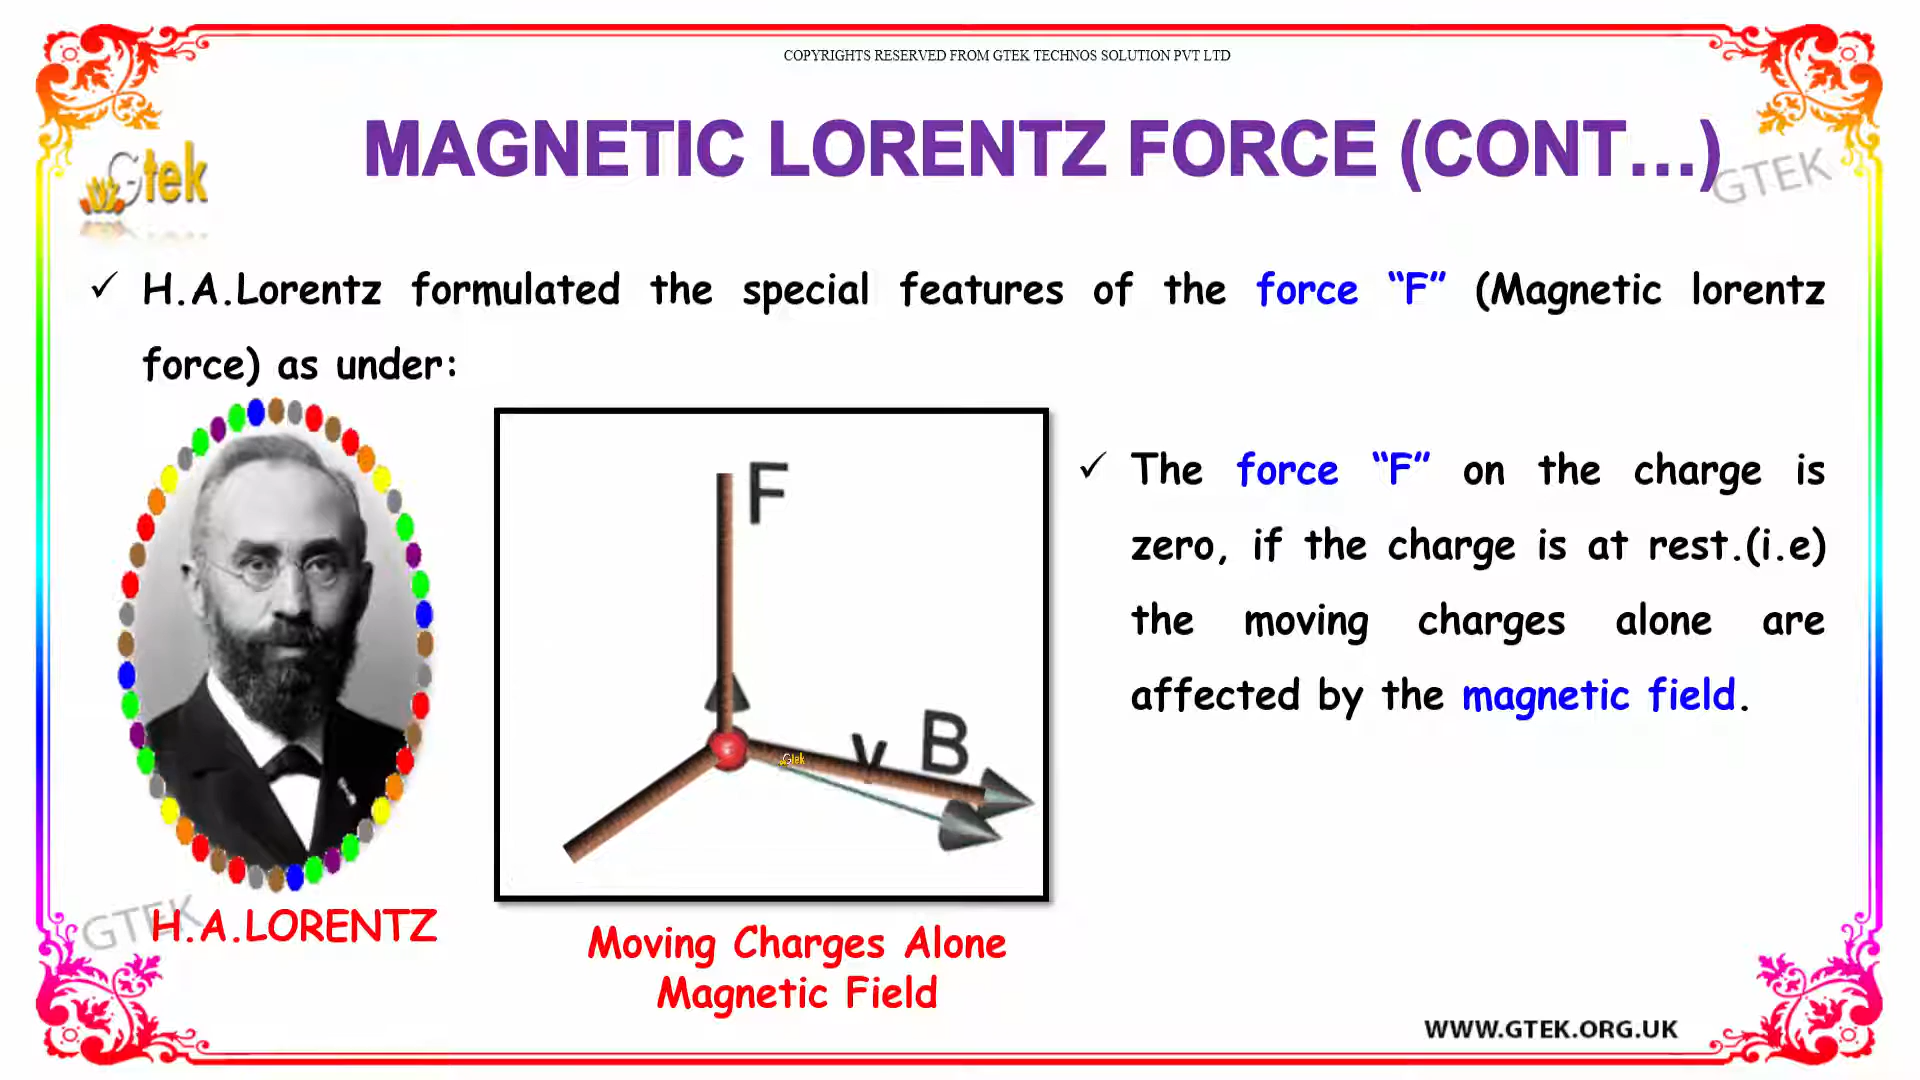 COPYRIGHTS RESERVED FROM GTEK TECHNOS SOLUTION PVT LTD
MAGNETIC LORENTZ FORCE (CONT...)
Gtek
GTEK
✓ H.A.Lorentz formulated the special features of the force “F” (Magnetic lorentz
force) as under:
F
v
B
Gtek
✓ The force “F” on the charge is
zero, if the charge is at rest.(i.e)
the moving charges alone are
affected by the magnetic field.
GTEK
H.A.LORENTZ
Moving Charges Alone
Magnetic Field
WWW.GTEK.ORG.UK